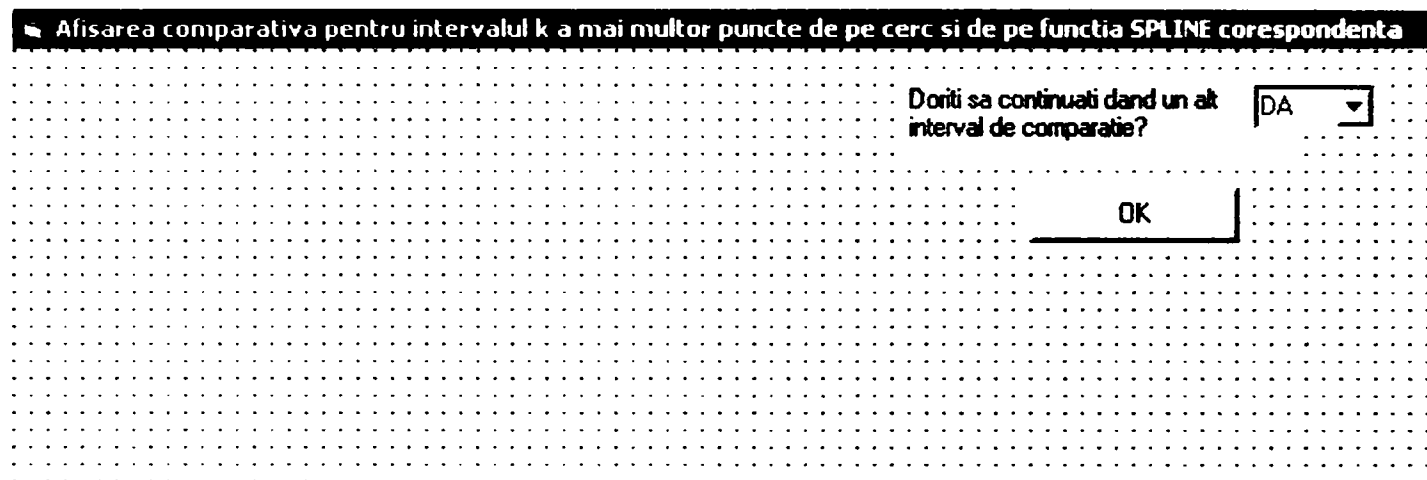 Afisarea comparativa pentru intervalul k a mai multor puncte de pe cerc si de pe functia SPLINE corespondenta
Doriti sa continuati dand un alt
interval de comparatie?
DA
OK